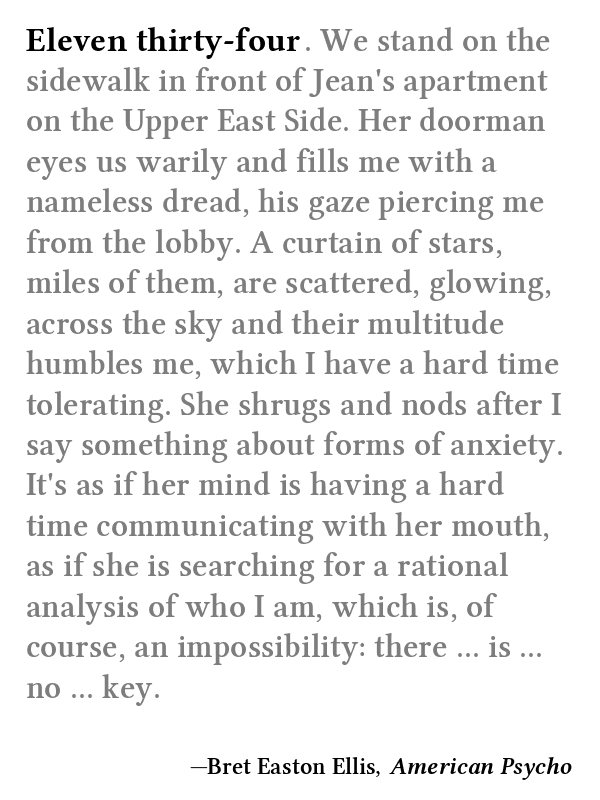 Eleven thirty-four. We stand on the
sidewalk in front of Jean's apartment
on the Upper East Side. Her doorman
eyes us warily and fills me with a
nameless dread, his gaze piercing me
from the lobby. A curtain of stars,
miles of them, are scattered, glowing,
across the sky and their multitude
humbles me, which I have a hard time
tolerating. She shrugs and nods after I
say something about forms of anxiety.
It's as if her mind is having a hard
time communicating with her mouth,
as if she is searching for a rational
analysis of who I am, which is, of
course, an impossibility: there ... is ...
no ... key.
—Bret Easton Ellis, American Psycho